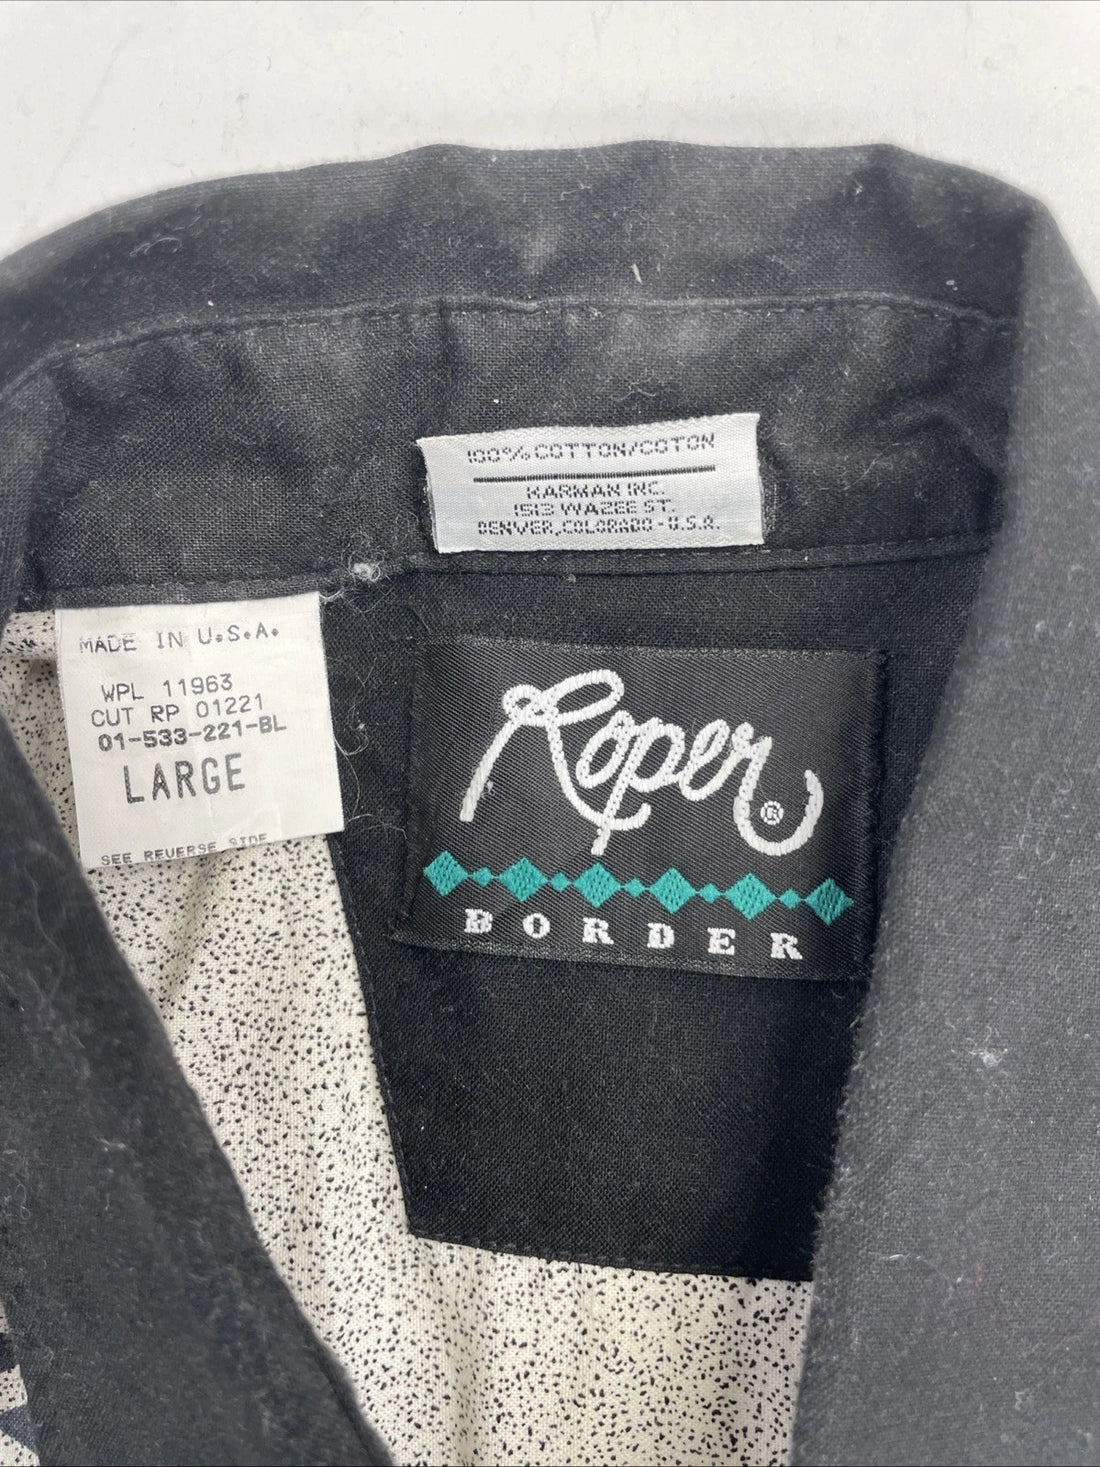 100% COTTON/COTON
KARMAN INC.
1513 WAZEE ST.
DENVER, COLORADO - U.S.A.
MADE IN U.S.A.
WPL 11963
CUT RP 01221
01-533-221-BL
LARGE
SEE REVERSE SIDE
Roper®
BORDER